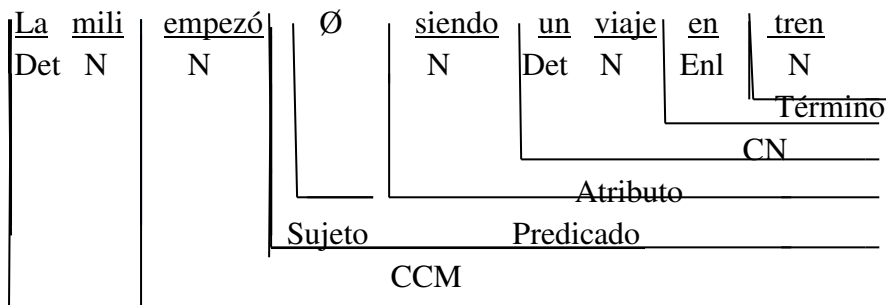 La mili empezó Ø siendo un viaje en tren
Det N N N Det N Enl N
Término
CN
Atributo
Sujeto Predicado
CCM